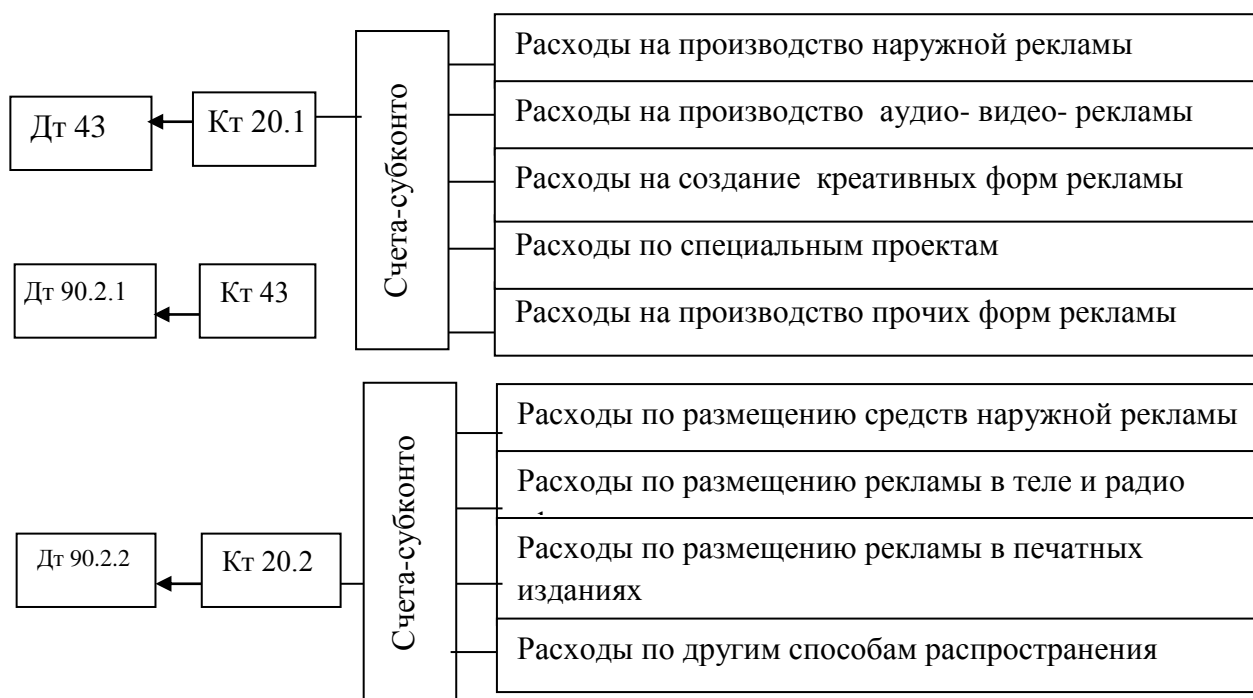 Расходы на производство наружной рекламы
Расходы на производство аудио- видео- рекламы
Дт 43
Кт 20.1
Счета-субконто
Расходы на создание креативных форм рекламы
Расходы по специальным проектам
Дт 90.2.1
Кт 43
Расходы на производство прочих форм рекламы
Расходы по размещению средств наружной рекламы
Расходы по размещению рекламы в теле и радио
Дт 90.2.2
Кт 20.2
Счета-субконто
Расходы по размещению рекламы в печатных
изданиях
Расходы по другим способам распространения